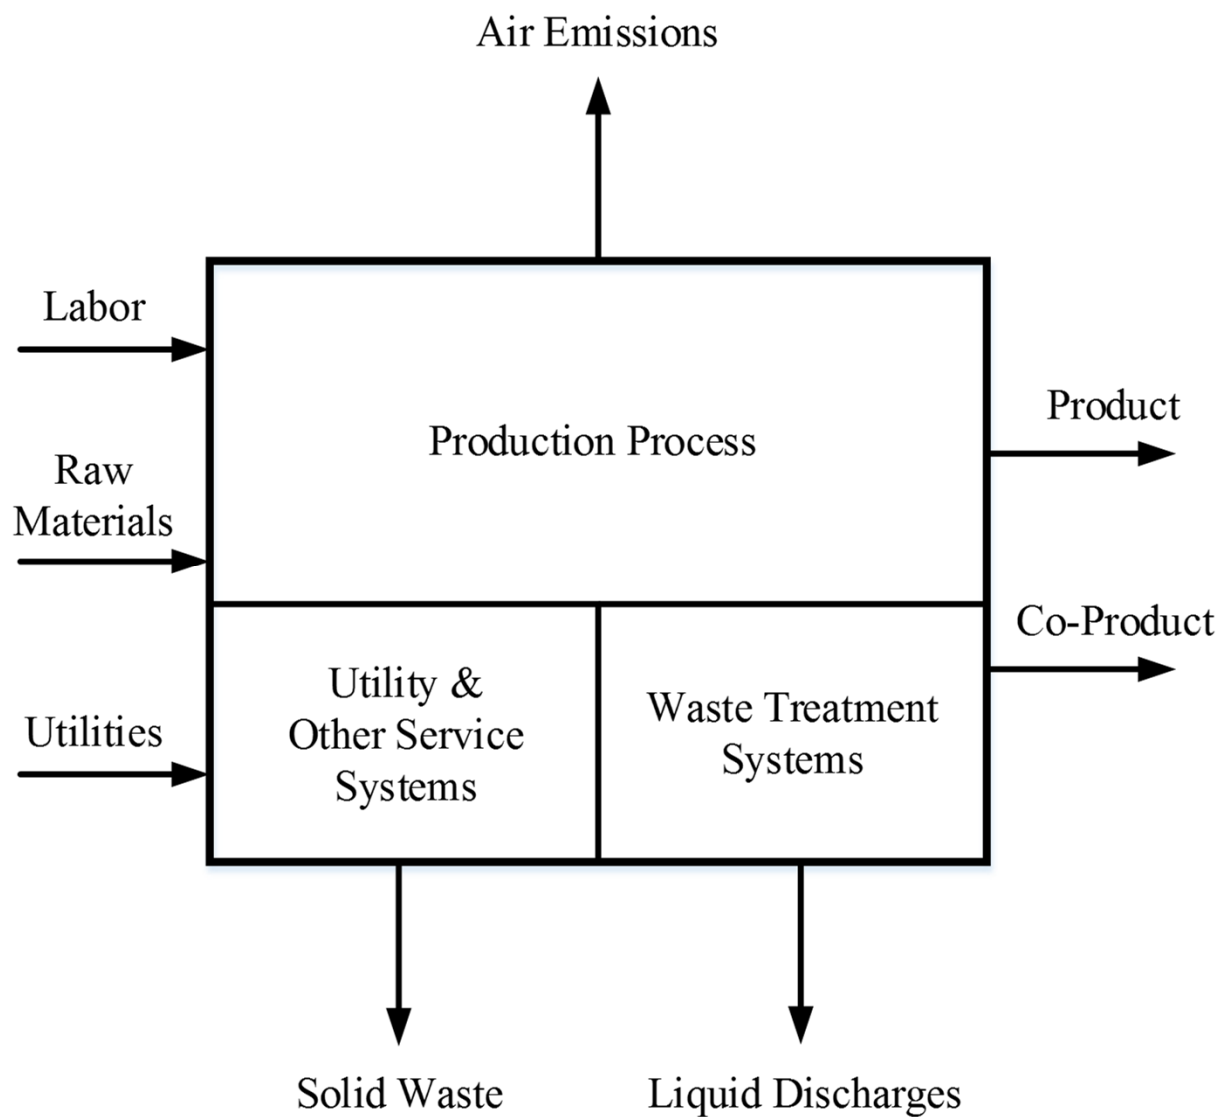 Air Emissions
Labor
Raw
Materials
Utilities
Production Process
Utility &
Other Service
Systems
Waste Treatment
Systems
Product
Co-Product
Solid Waste
Liquid Discharges